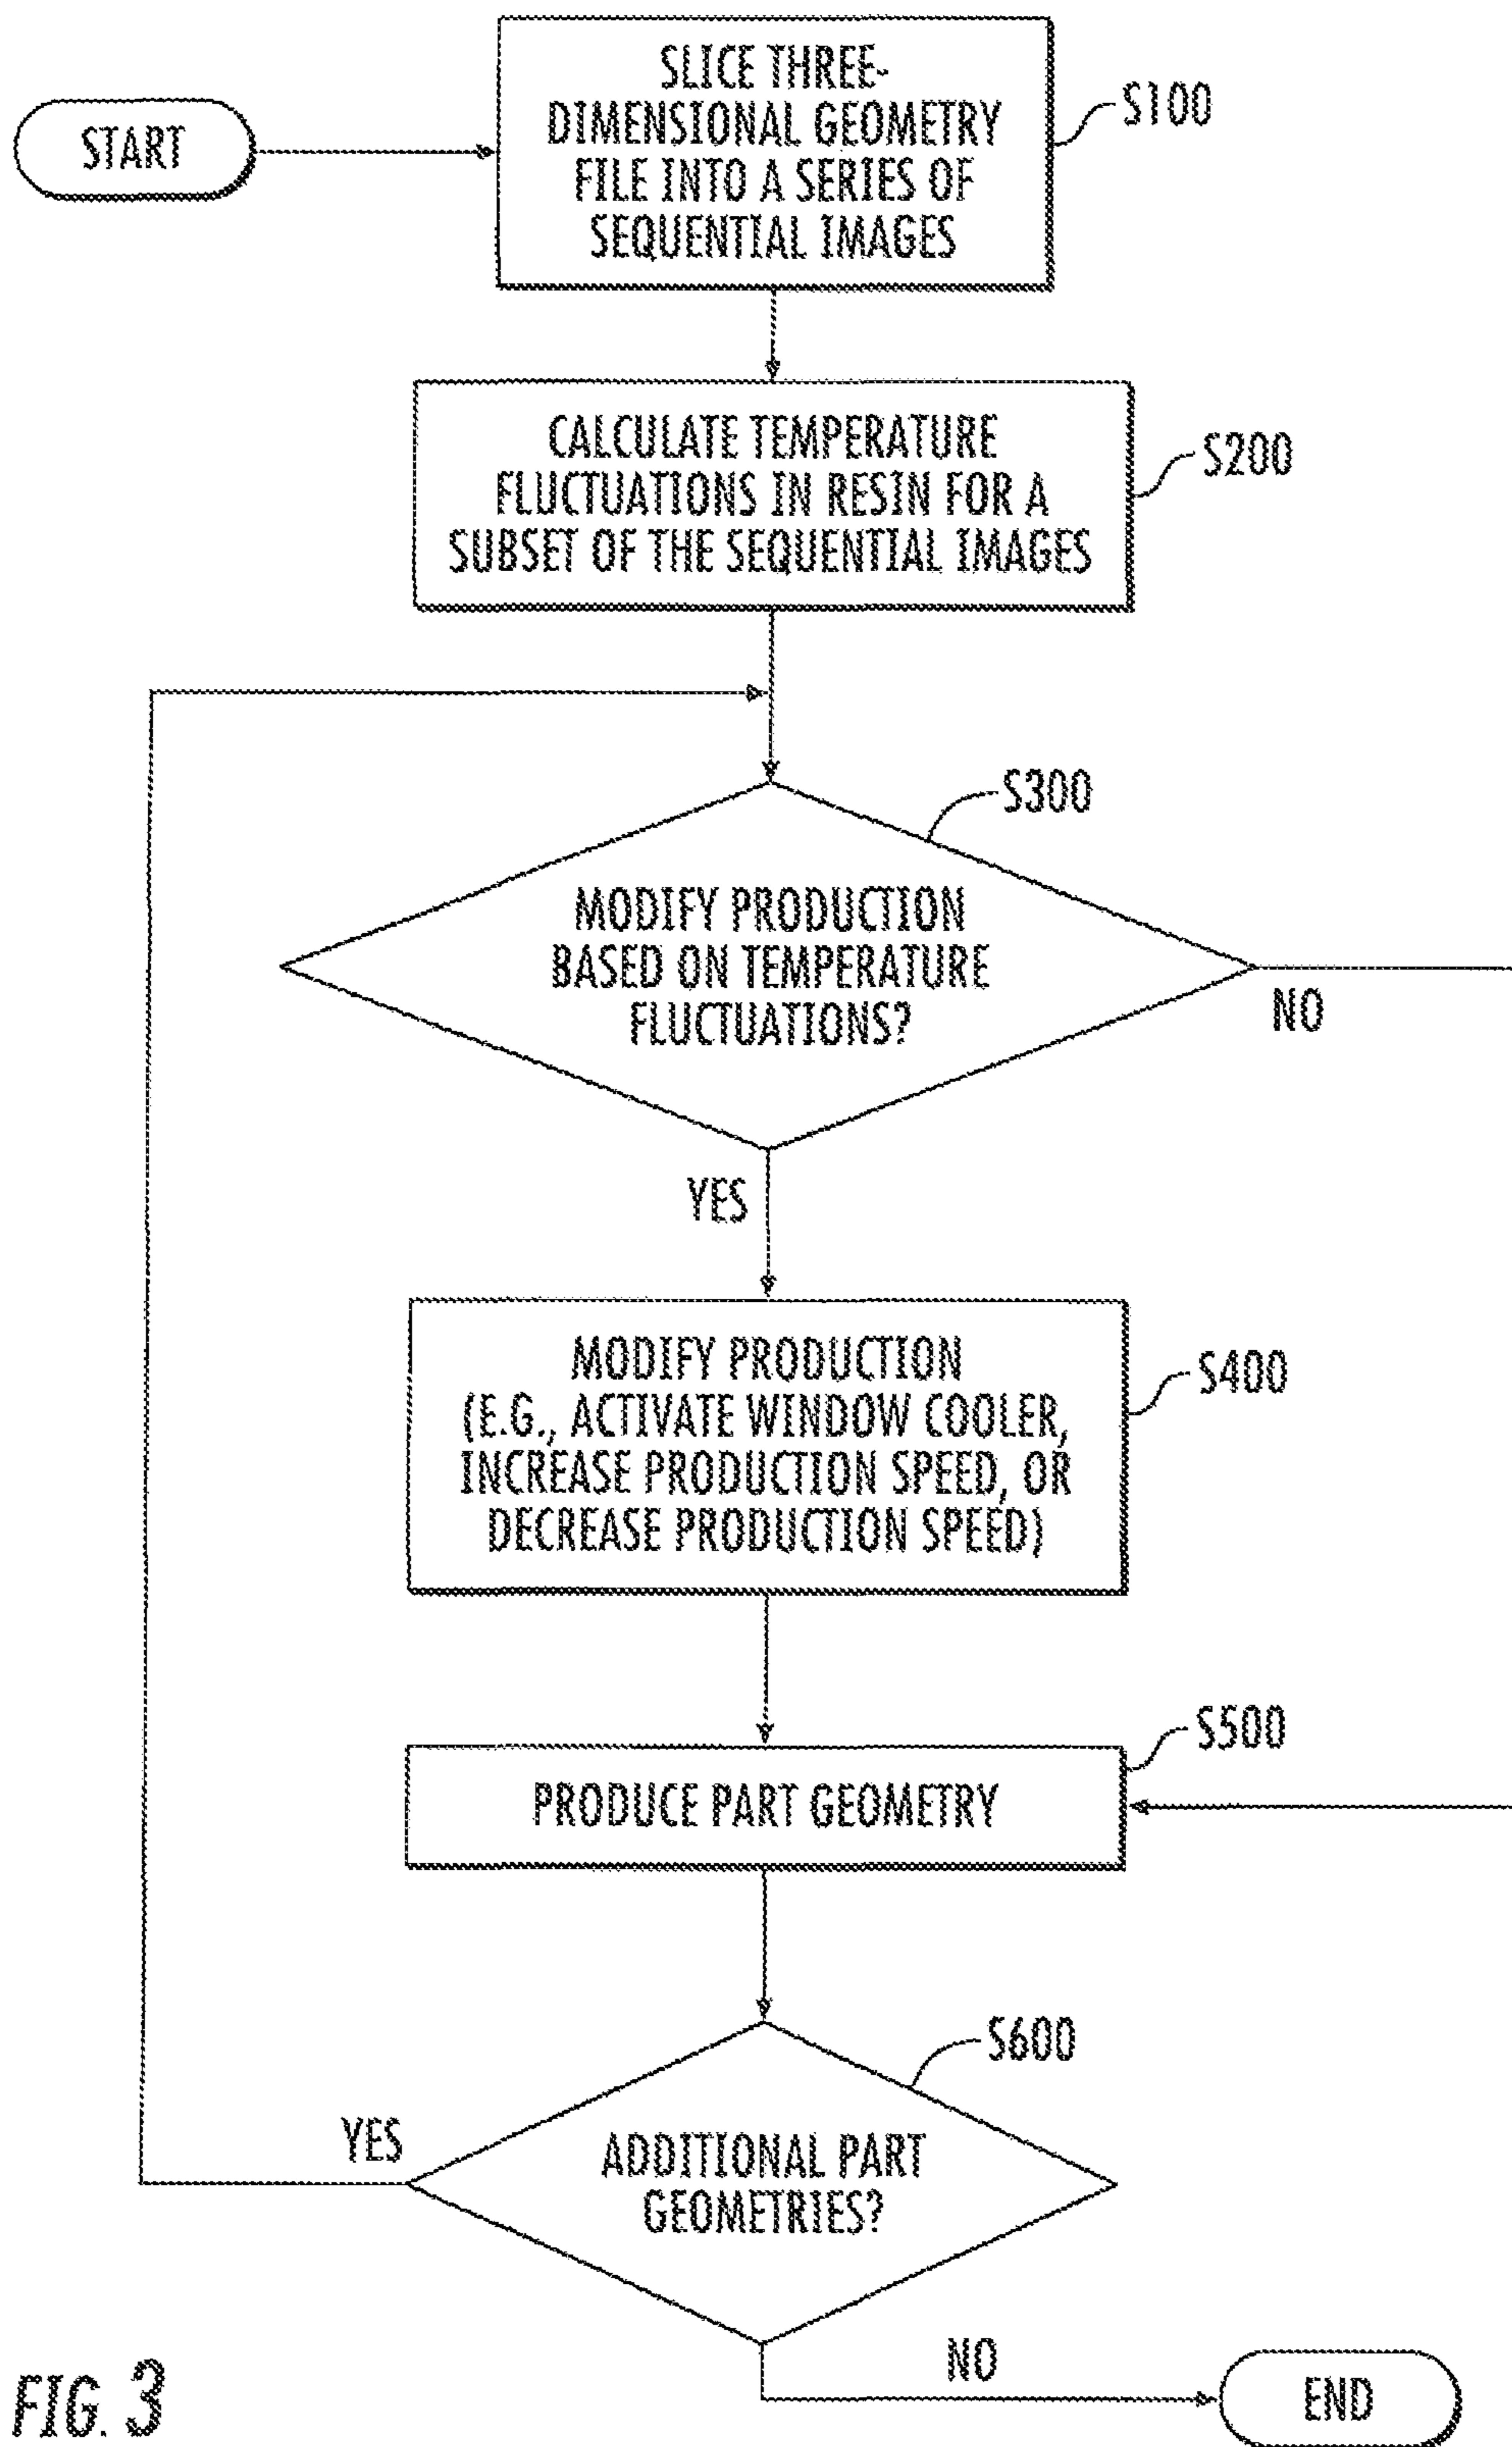 START
SLICE THREE-
DIMENSIONAL GEOMETRY
FILE INTO A SERIES OF
SEQUENTIAL IMAGES
S100
CALCULATE TEMPERATURE
FLUCTUATIONS IN RESIN FOR A
SUBSET OF THE SEQUENTIAL IMAGES
S200
S300
MODIFY PRODUCTION
BASED ON TEMPERATURE
FLUCTUATIONS?
NO
YES
MODIFY PRODUCTION
(E.G., ACTIVATE WINDOW COOLER,
INCREASE PRODUCTION SPEED, OR
DECREASE PRODUCTION SPEED)
S400
S500
PRODUCE PART GEOMETRY
S600
YES
ADDITIONAL PART
GEOMETRIES?
NO
END
FIG. 3